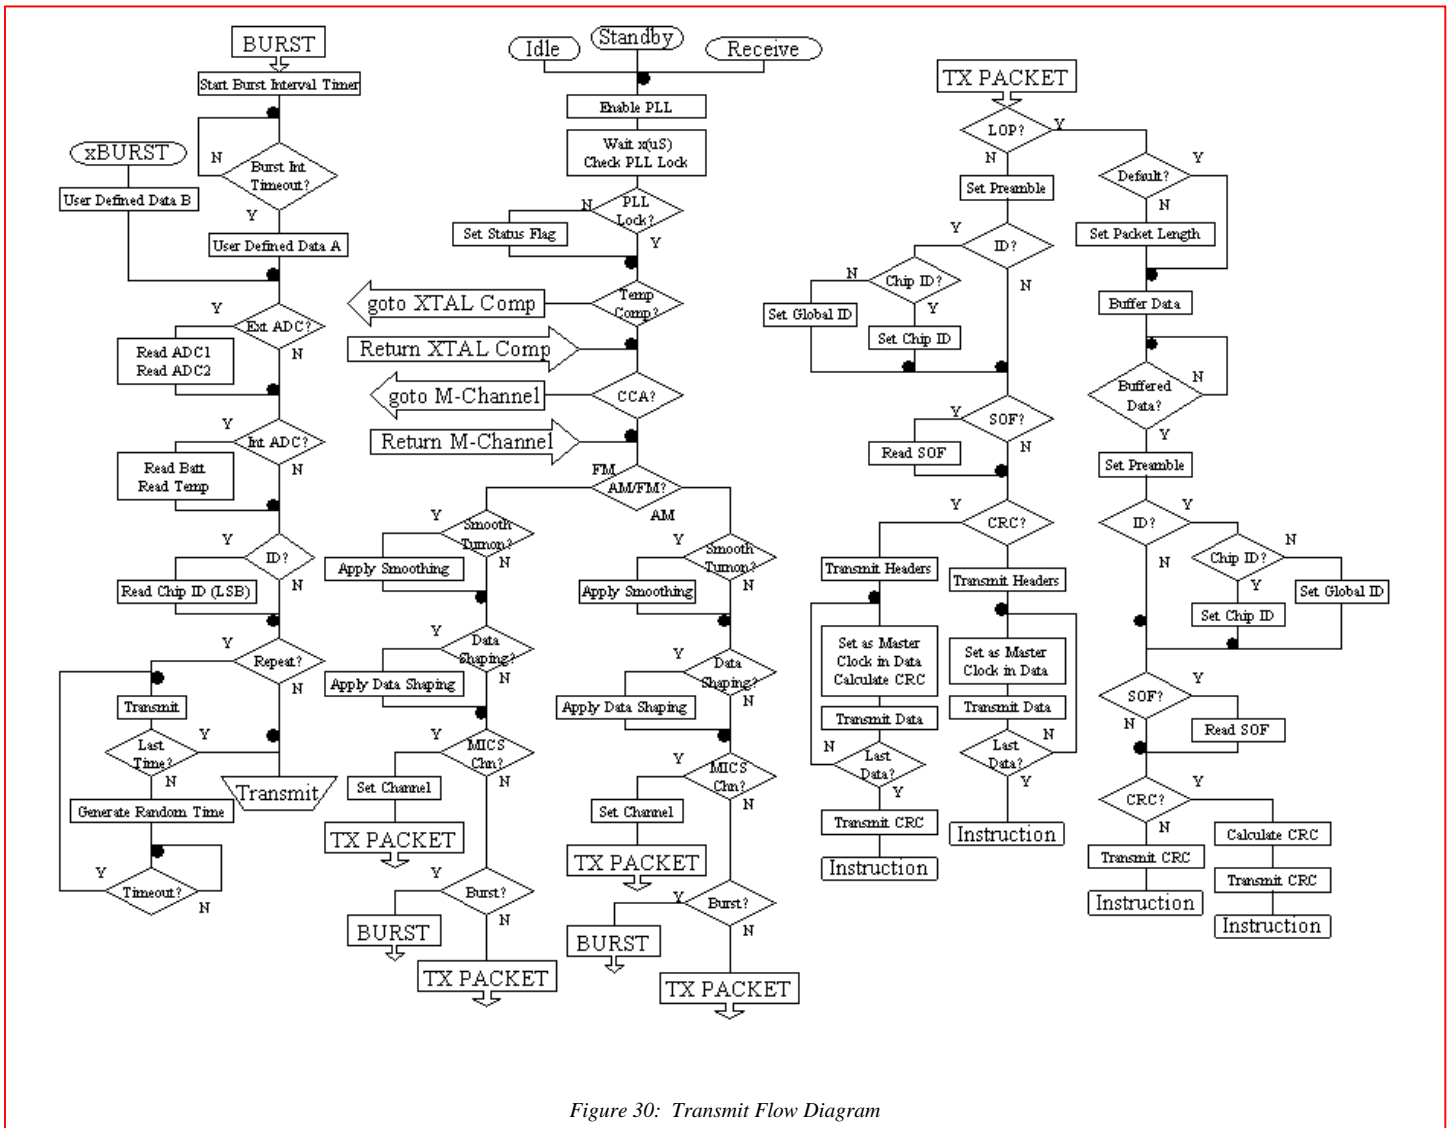 BURST
Start Burst Interval Timer
N
Burst Int
Timeout?
Y
xBURST
User Defined Data B
User Defined Data A
Y
Ext ADC?
N
Read ADC1
Read ADC2
Y
Int ADC?
N
Read Batt
Read Temp
Y
ID?
N
Read Chip ID (LSB)
Y
Repeat?
N
Transmit
Last
Time?
Y
N
Transmit
Generate Random Time
Y
Timeout?
N
Idle
Standby
Receive
Enable PLL
Wait x(uS)
Check PLL Lock
N
PLL
Lock?
Y
Set Status Flag
goto XTAL Comp
Temp
Comp?
Return XTAL Comp
goto M-Channel
CCA?
Return M-Channel
FM
AM/FM?
AM
Y
Smooth
Turnon?
N
Apply Smoothing
Y
Data
Shaping?
N
Apply Data Shaping
Y
MICS
Chn?
N
Set Channel
TX PACKET
Y
Burst?
N
BURST
TX PACKET
Y
Smooth
Turnon?
N
Apply Smoothing
Y
Data
Shaping?
N
Apply Data Shaping
Y
MICS
Chn?
N
Set Channel
TX PACKET
Y
Burst?
N
BURST
TX PACKET
TX PACKET
LOP?
Y
N
Set Preamble
Y
ID?
N
N
Chip ID?
Y
Set Global ID
Set Chip ID
Y
SOF?
N
Read SOF
Y
CRC?
N
Transmit Headers
Set as Master
Clock in Data
Calculate CRC
Transmit Data
N
Last
Data?
Y
Transmit CRC
Instruction
Transmit Headers
Set as Master
Clock in Data
Transmit Data
N
Last
Data?
Y
Instruction
Default?
Y
N
Set Packet Length
Buffer Data
Buffered
Data?
N
Y
Set Preamble
ID?
Y
N
Chip ID?
N
Y
Set Global ID
Set Chip ID
SOF?
Y
N
Read SOF
CRC?
Y
N
Transmit CRC
Instruction
Calculate CRC
Transmit CRC
Instruction
Figure 30: Transmit Flow Diagram